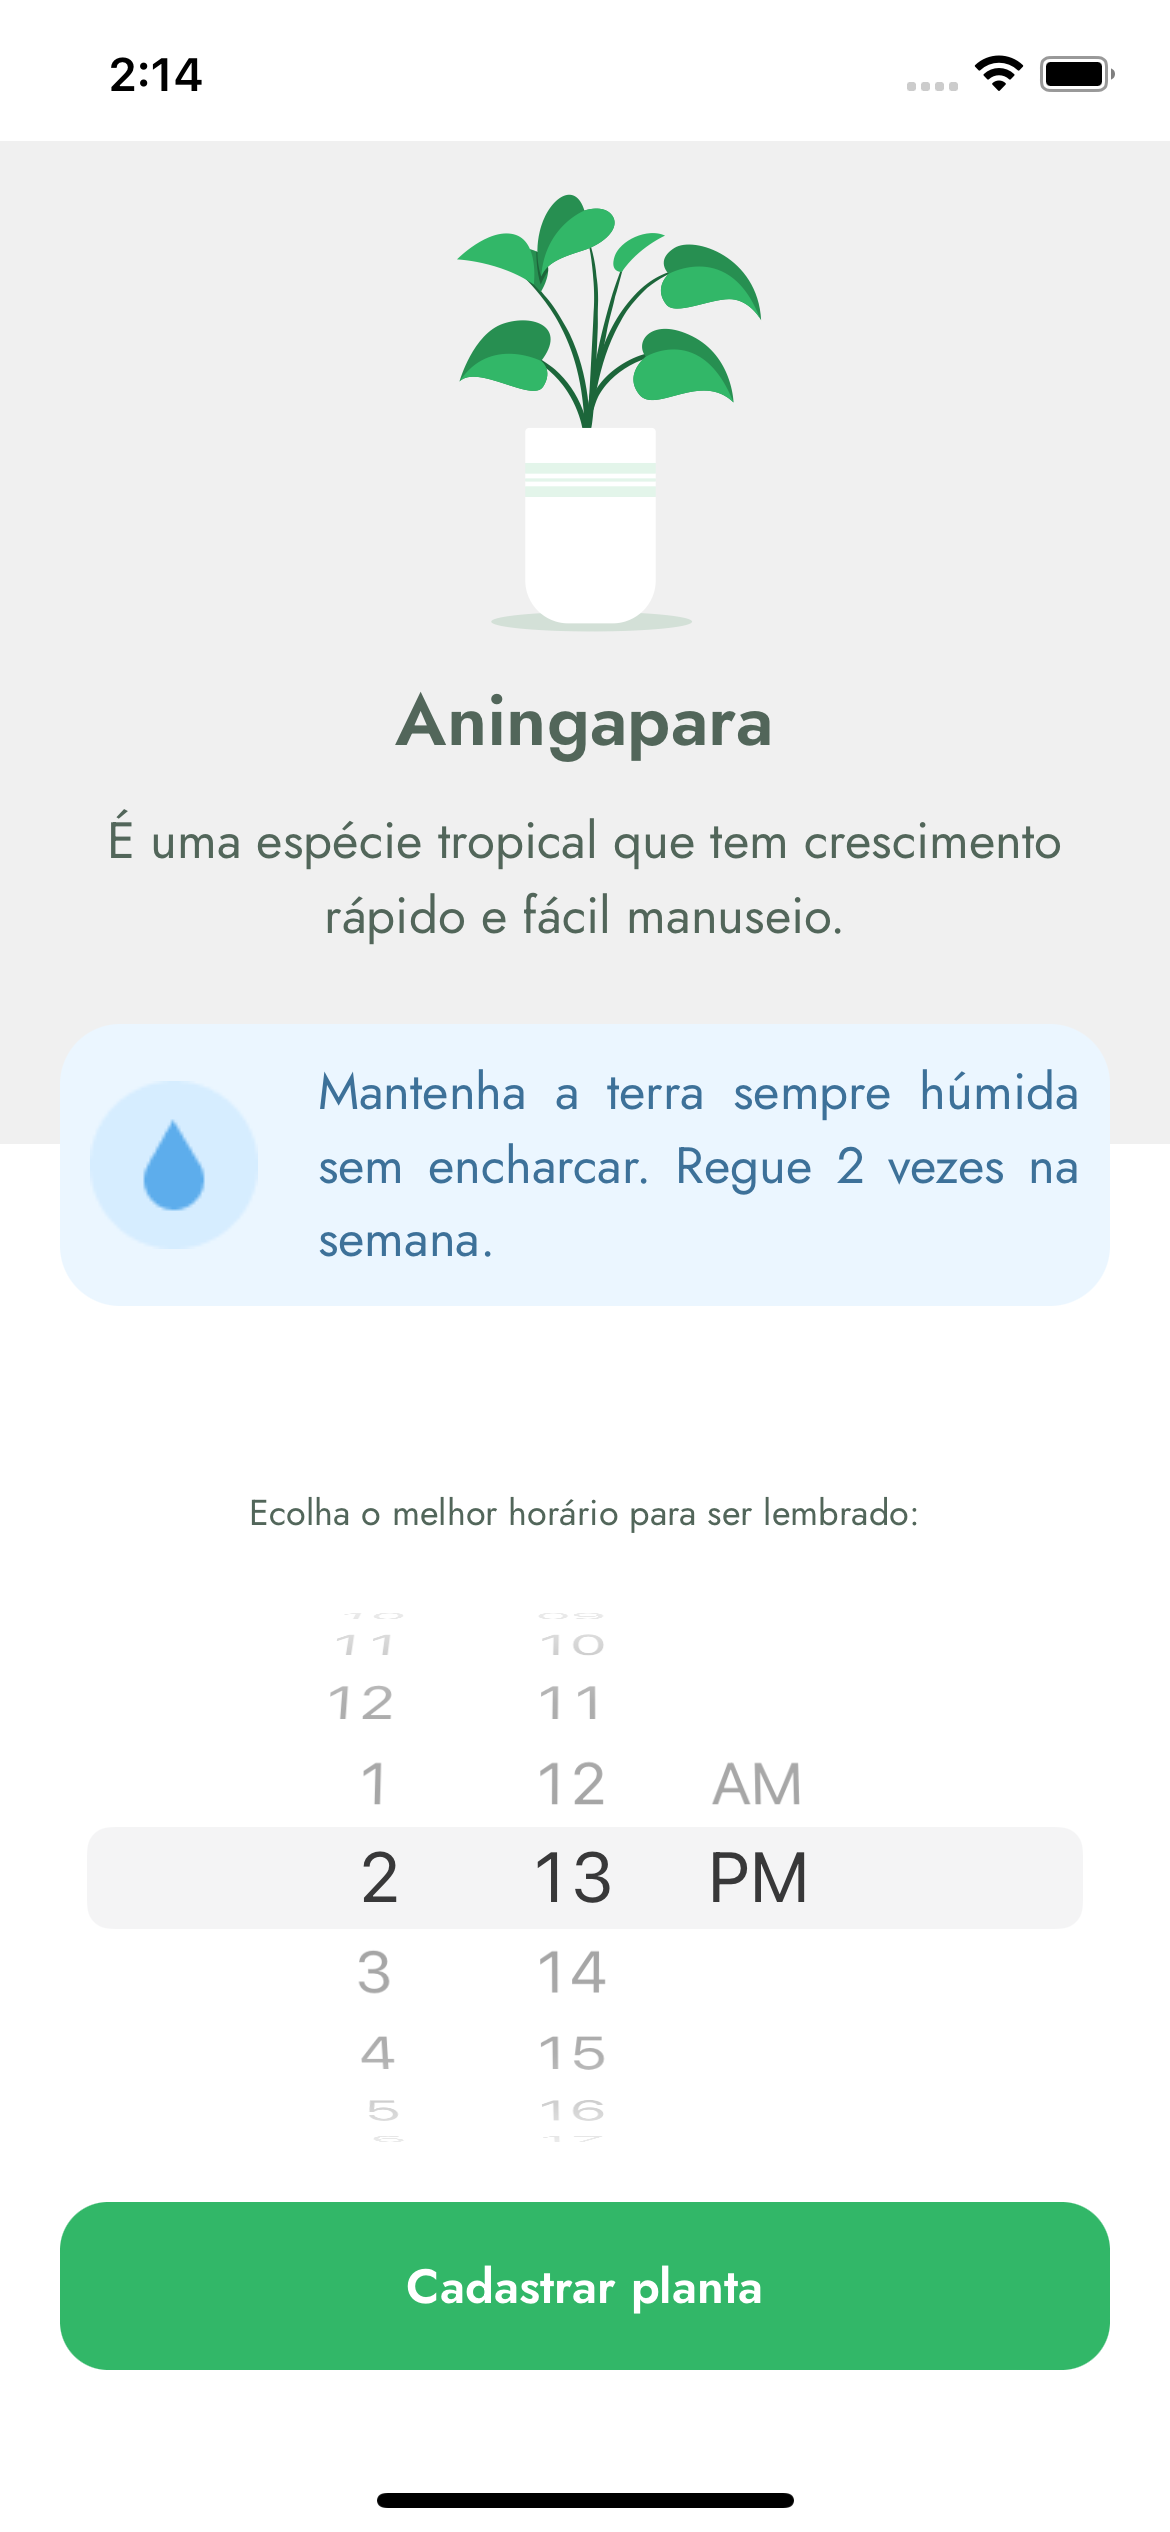 2:14
Aningapara
É uma espécie tropical que tem crescimento
rápido e fácil manuseio.
Mantenha a terra sempre húmida
sem encharcar. Regue 2 vezes na
semana.
Ecolha o melhor horário para ser lembrado:
10 09
11 10
12 11
1 12 AM
2 13 PM
3 14
4 15
5 16
6 17
Cadastrar planta